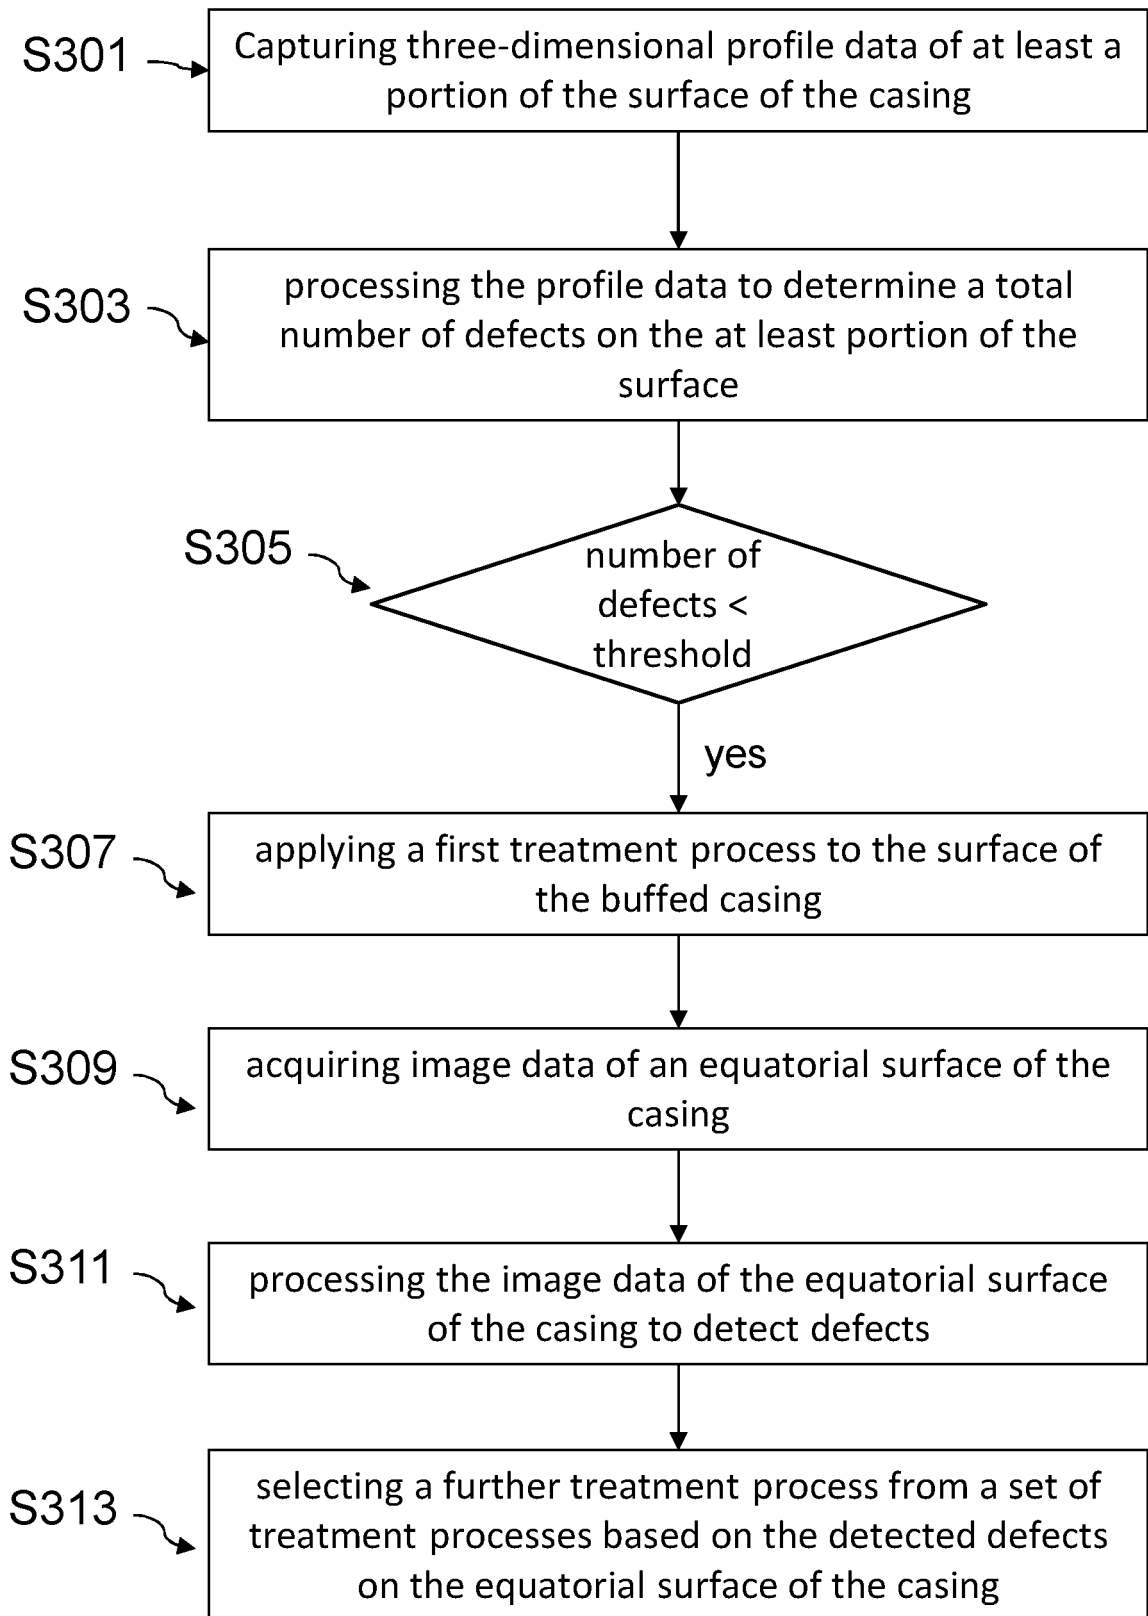 S301
Capturing three-dimensional profile data of at least a
portion of the surface of the casing
S303
processing the profile data to determine a total
number of defects on the at least portion of the
surface
S305
number of
defects <
threshold
yes
S307
applying a first treatment process to the surface of
the buffed casing
S309
acquiring image data of an equatorial surface of the
casing
S311
processing the image data of the equatorial surface
of the casing to detect defects
S313
selecting a further treatment process from a set of
treatment processes based on the detected defects
on the equatorial surface of the casing